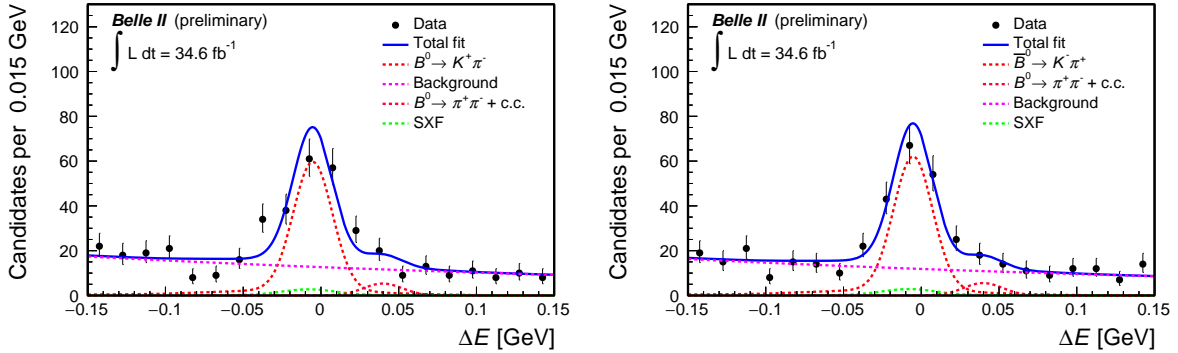 Belle II (preliminary)
∫ L dt = 34.6 fb⁻¹
Data
Total fit
B⁰→ K⁺π⁻
Background
B⁰→ π⁺π⁻ + c.c.
SXF
Candidates per 0.015 GeV
120
100
80
60
40
20
0
−0.15 −0.1 −0.05 0 0.05 0.1 0.15
ΔE [GeV]
Belle II (preliminary)
∫ L dt = 34.6 fb⁻¹
Data
Total fit
B̅⁰→ K⁻π⁺
B⁰→ π⁺π⁻ + c.c.
Background
SXF
Candidates per 0.015 GeV
120
100
80
60
40
20
0
−0.15 −0.1 −0.05 0 0.05 0.1 0.15
ΔE [GeV]